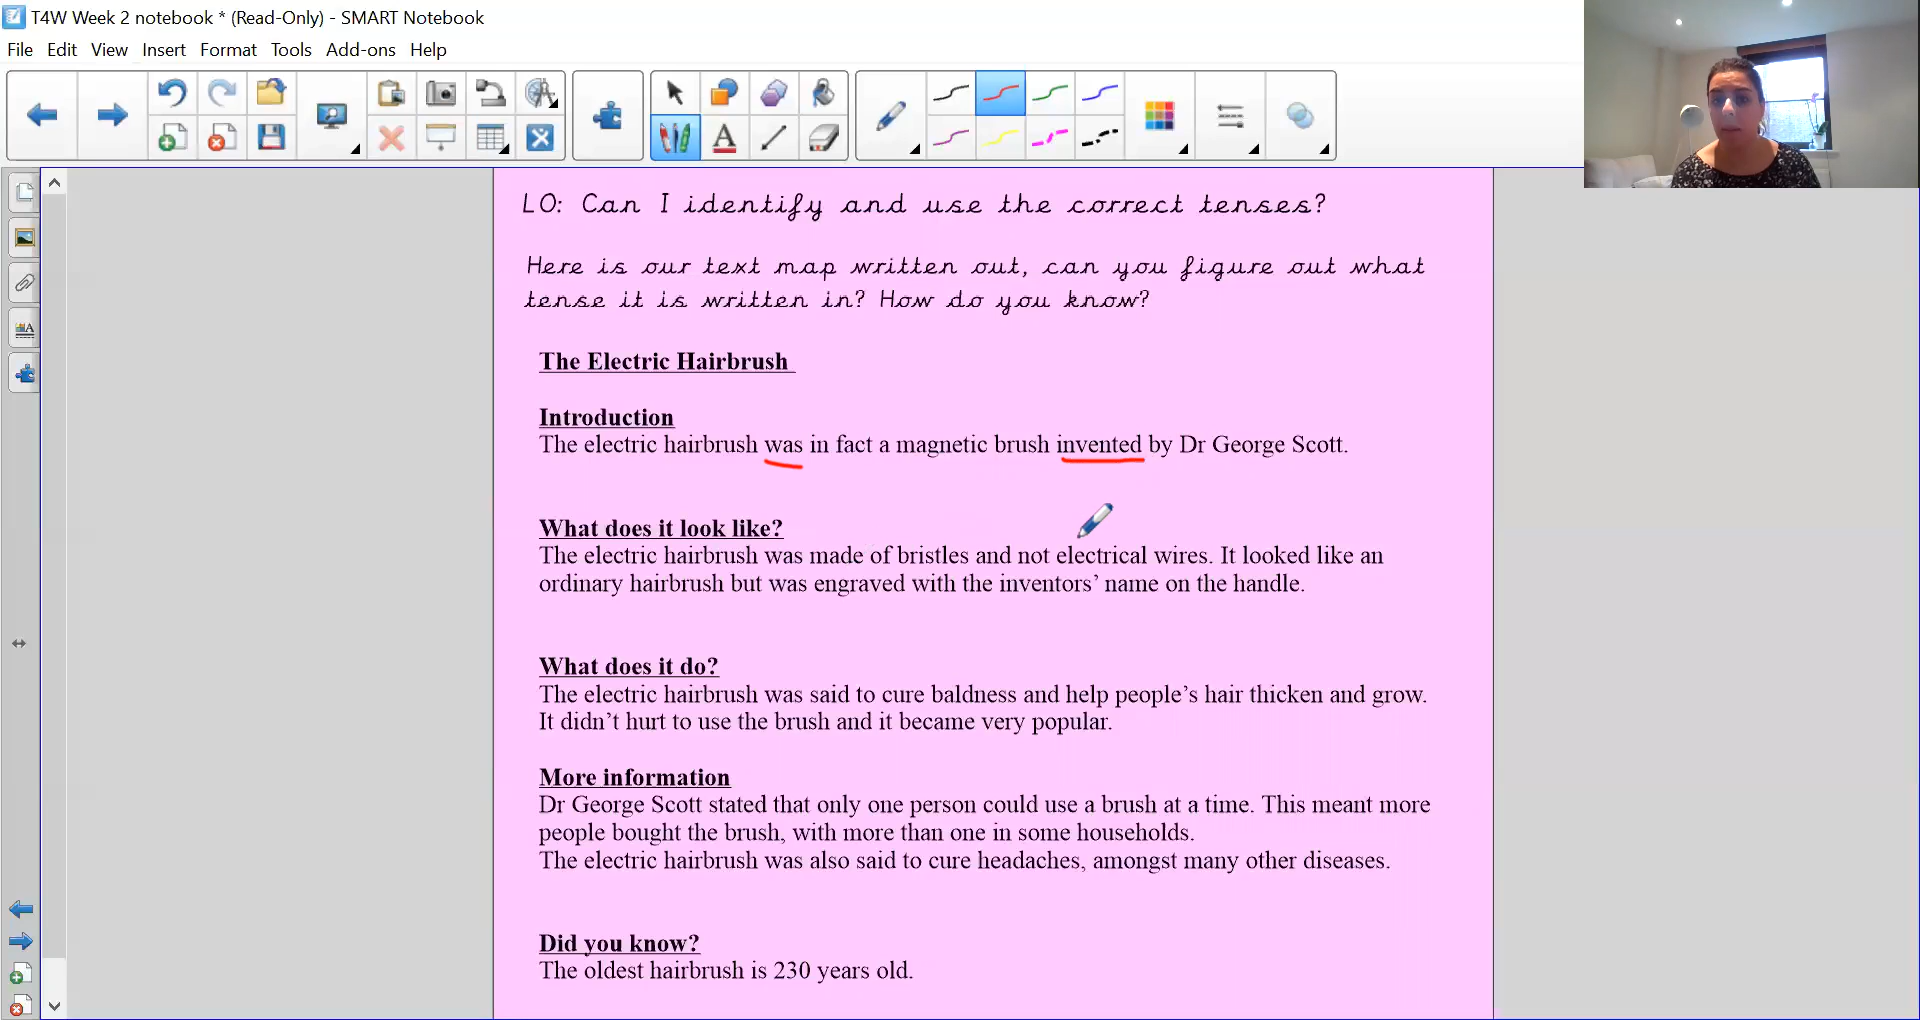 T4W Week 2 notebook * (Read-Only) - SMART Notebook
File Edit View Insert Format Tools Add-ons Help
LO: Can I identify and use the correct tenses?
Here is our text map written out, can you figure out what
tense it is written in? How do you know?
The Electric Hairbrush
Introduction
The electric hairbrush was in fact a magnetic brush invented by Dr George Scott.
What does it look like?
The electric hairbrush was made of bristles and not electrical wires. It looked like an
ordinary hairbrush but was engraved with the inventors’ name on the handle.
What does it do?
The electric hairbrush was said to cure baldness and help people’s hair thicken and grow.
It didn’t hurt to use the brush and it became very popular.
More information
Dr George Scott stated that only one person could use a brush at a time. This meant more
people bought the brush, with more than one in some households.
The electric hairbrush was also said to cure headaches, amongst many other diseases.
Did you know?
The oldest hairbrush is 230 years old.